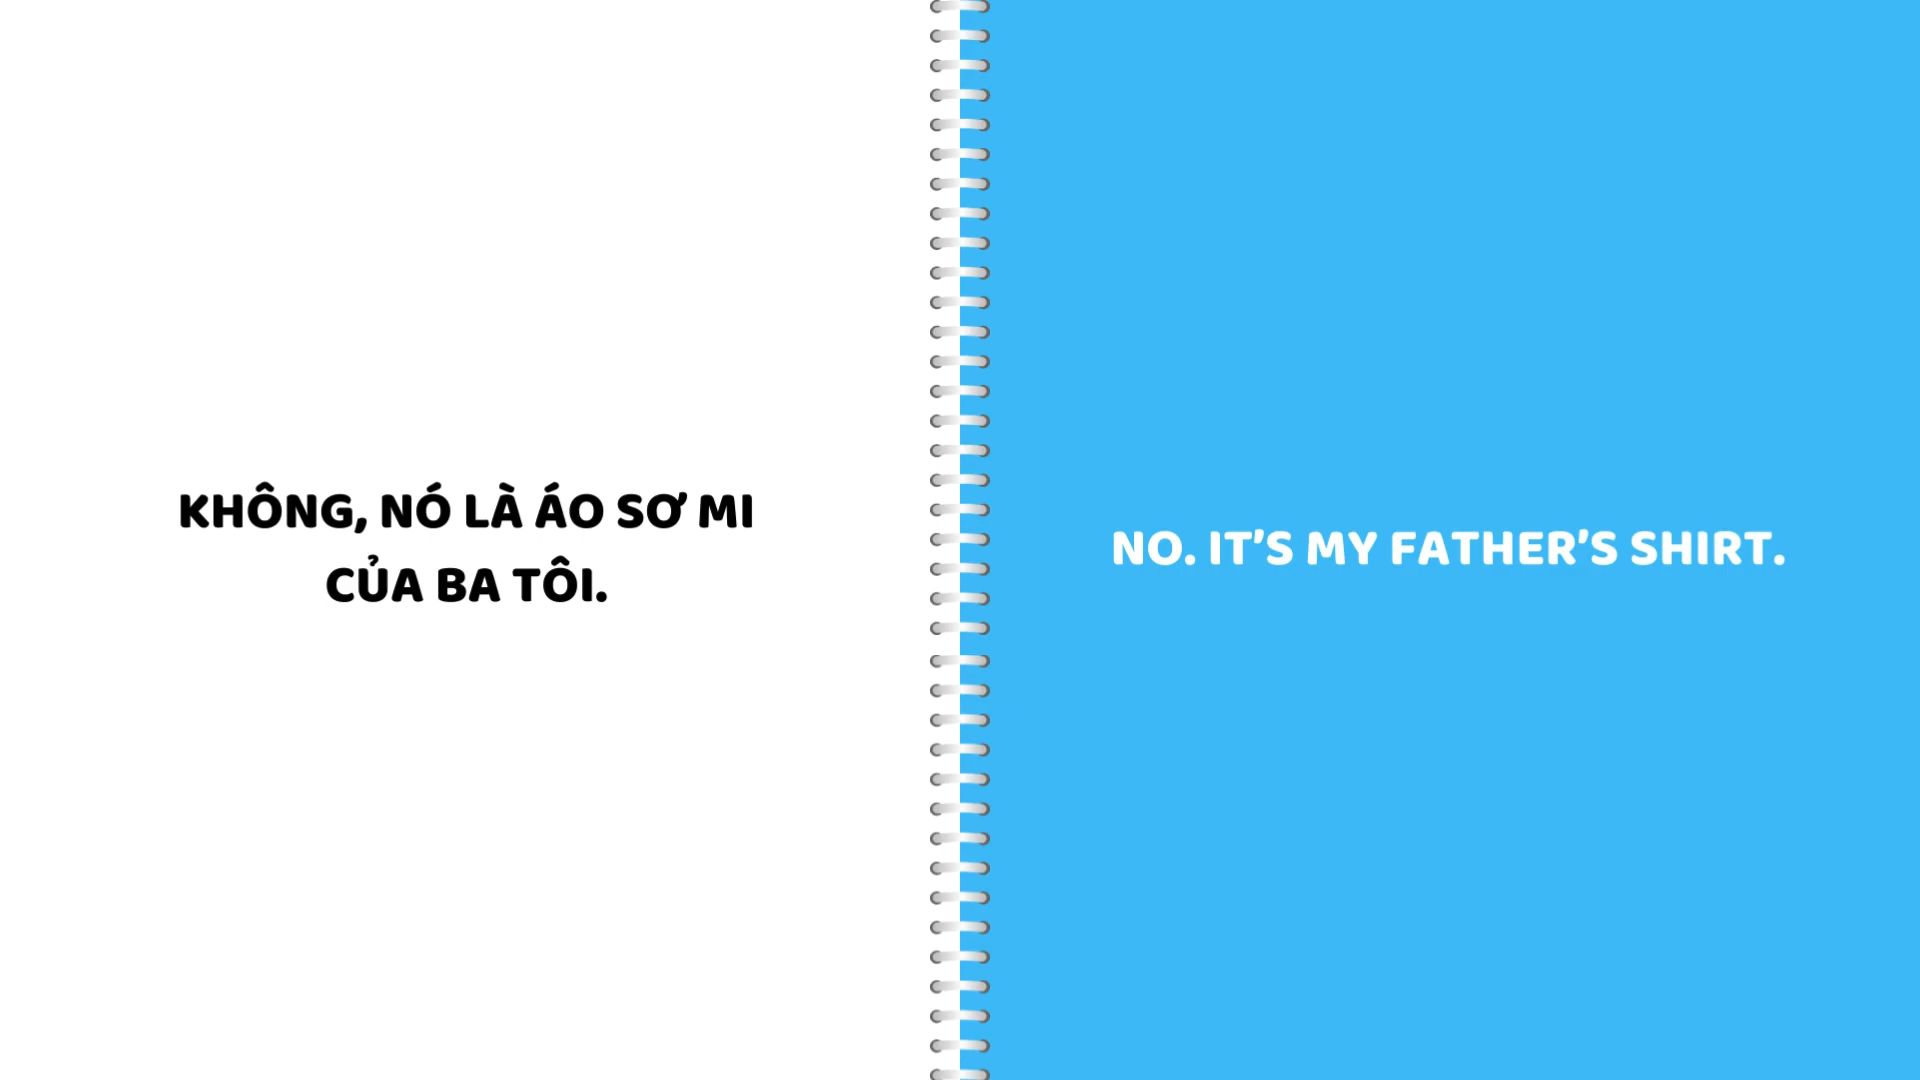 KHÔNG, NÓ LÀ ÁO SƠ MI
CỦA BA TÔI.
NO. IT'S MY FATHER'S SHIRT.